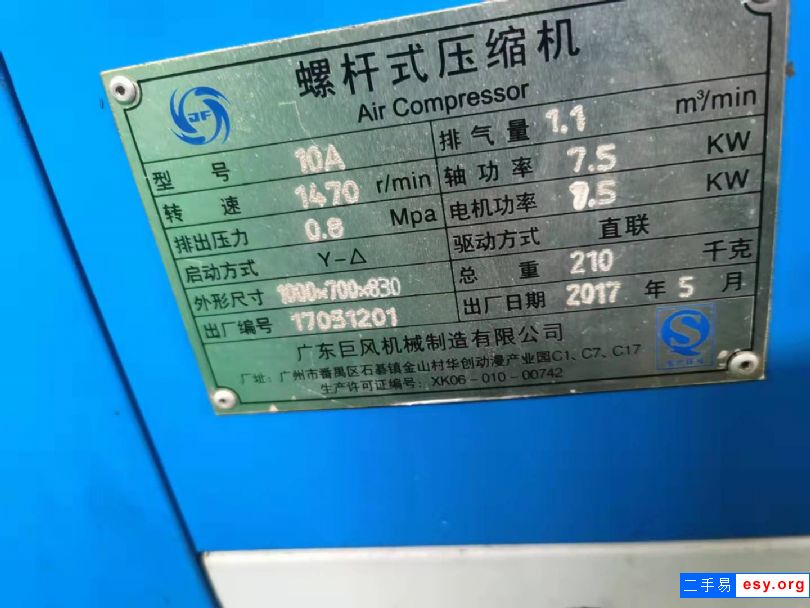 螺杆式压缩机
Air Compressor
JF
型号 10A 排气量 1.1 m³/min
转速 1470 r/min 轴功率 7.5 KW
排出压力 0.8 Mpa 电机功率 7.5 KW
启动方式 Y-△ 驱动方式 直联
外形尺寸 1000×700×830 总重 210 千克
出厂编号 17051201 出厂日期 2017 年 5 月
广东巨风机械制造有限公司
厂址：广州市番禺区石碁镇金山村华创动漫产业园C1、C7、C17
生产许可证编号：XK06-010-00742
二手易 esy.org